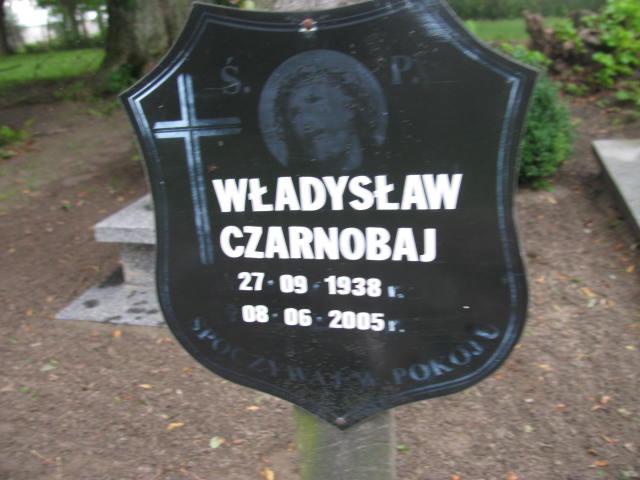 Ś. P.
WŁADYSŁAW
CZARNOBAJ
27·09·1938 r.
08·06·2005 r.
SPOCZYWAJ W POKOJU